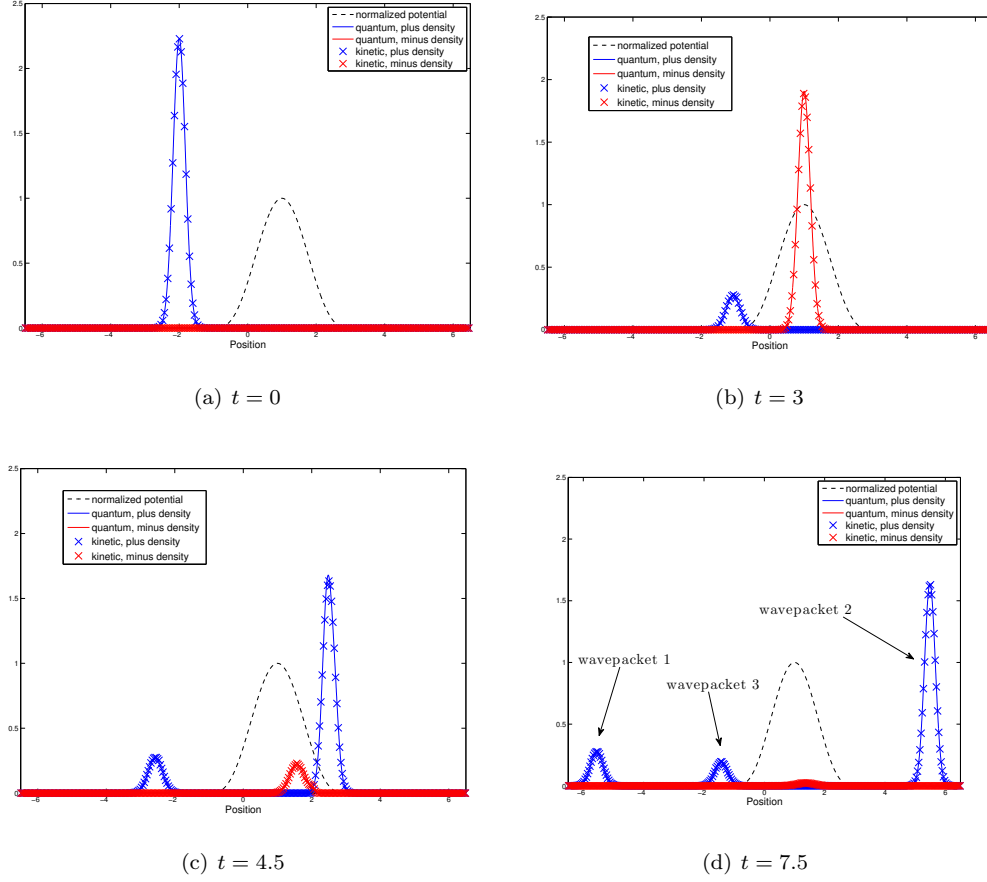 2.5
2
1.5
1
0.5
0
-6
-4
-2
0
2
4
6
Position
normalized potential
quantum, plus density
quantum, minus density
kinetic, plus density
kinetic, minus density
(a) t = 0
2.5
2
1.5
1
0.5
0
-6
-4
-2
0
2
4
6
Position
normalized potential
quantum, plus density
quantum, minus density
kinetic, plus density
kinetic, minus density
(b) t = 3
2.5
2
1.5
1
0.5
0
-6
-4
-2
0
2
4
6
Position
normalized potential
quantum, plus density
quantum, minus density
kinetic, plus density
kinetic, minus density
(c) t = 4.5
2.5
2
1.5
1
0.5
0
-6
-4
-2
0
2
4
6
Position
normalized potential
quantum, plus density
quantum, minus density
kinetic, plus density
kinetic, minus density
wavepacket 2
wavepacket 1
wavepacket 3
(d) t = 7.5